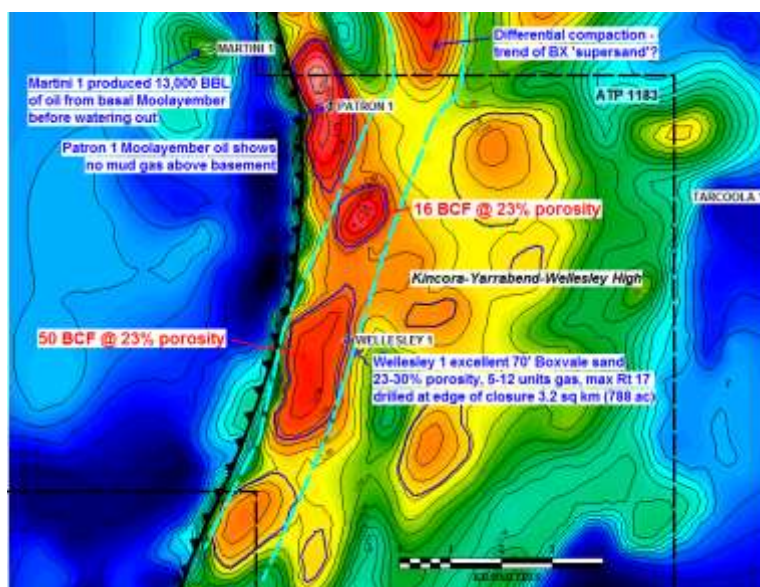 MARTINI 1
Martini 1 produced 13,000 BBL
of oil from basal Moolayember
before watering out
PATRON 1
Patron 1 Moolayember oil shows
no mud gas above basement
Differential compaction -
trend of BX 'supersand'?
ATP 1183
TARCOOLA 1
16 BCF @ 23% porosity
Kincora-Yarrabend-Wellesley High
50 BCF @ 23% porosity
WELLESLEY 1
Wellesley 1 excellent 70' Boxvale sand
23-30% porosity, 5-12 units gas, max Rt 17
drilled at edge of closure 3.2 sq km (788 ac)